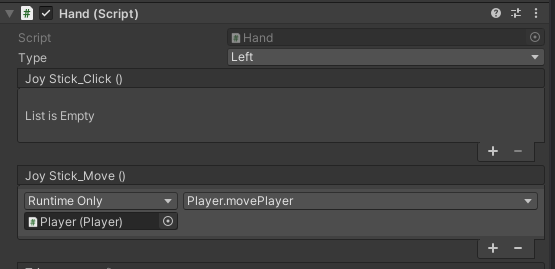 Hand (Script)
Script Hand
Type Left
Joy Stick_Click ()
List is Empty
Joy Stick_Move ()
Runtime Only Player.movePlayer
Player (Player)